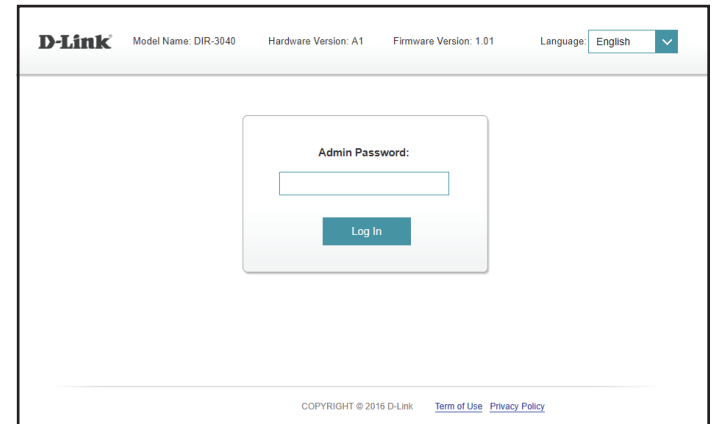 D-Link Model Name: DIR-3040 Hardware Version: A1 Firmware Version: 1.01 Language: English
Admin Password:
Log In
COPYRIGHT © 2016 D-Link Term of Use Privacy Policy